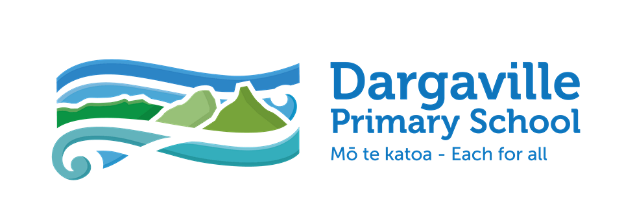 Dargaville
Primary School
Mō te katoa - Each for all